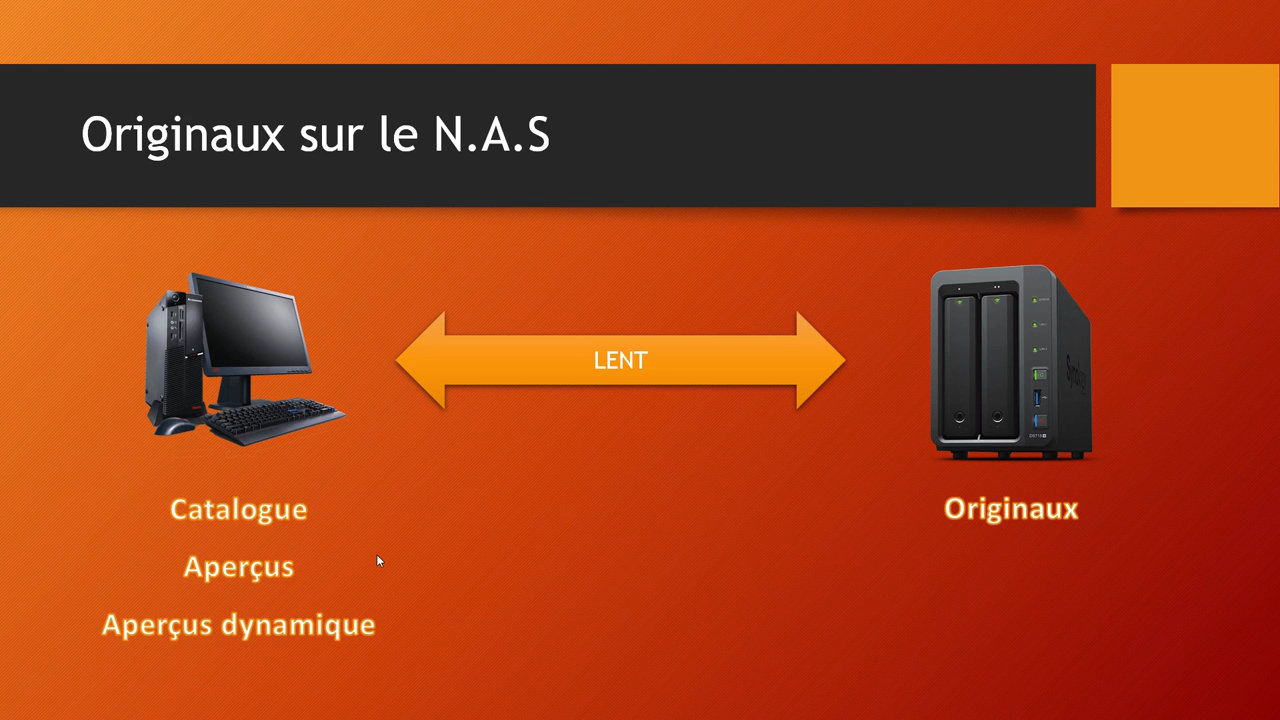 Originaux sur le N.A.S
LENT
Catalogue
Aperçus
Aperçus dynamique
Originaux